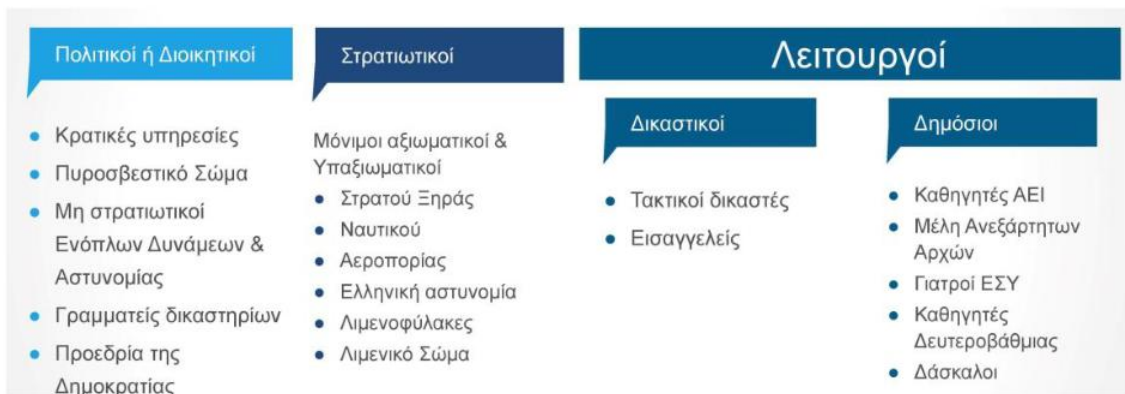 Πολιτικοί ή Διοικητικοί
Κρατικές υπηρεσίες
Πυροσβεστικό Σώμα
Μη στρατιωτικοί
Ενόπλων Δυνάμεων &
Αστυνομίας
Γραμματείς δικαστηρίων
Προεδρία της
Δημοκρατίας
Στρατιωτικοί
Μόνιμοι αξιωματικοί &
Υπαξιωματικοί
Στρατού Ξηράς
Ναυτικού
Αεροπορίας
Ελληνική αστυνομία
Λιμενοφύλακες
Λιμενικό Σώμα
Λειτουργοί
Δικαστικοί
Τακτικοί δικαστές
Εισαγγελείς
Δημόσιοι
Καθηγητές ΑΕΙ
Μέλη Ανεξάρτητων
Αρχών
Γιατροί ΕΣΥ
Καθηγητές
Δευτεροβάθμιας
Δάσκαλοι